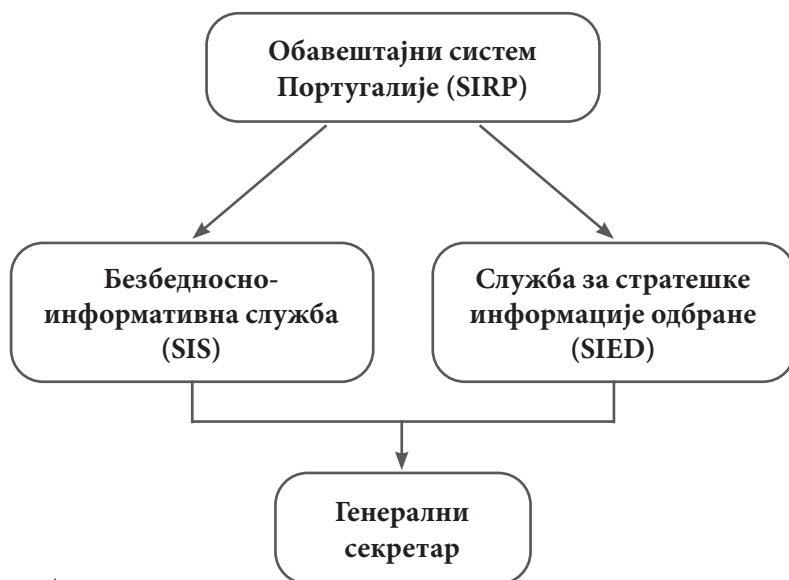 Обавештајни систем
Португалије (SIRP)
Безбедносно-
информативна служба
(SIS)
Служба за стратешке
информације одбране
(SIED)
Генерални
секретар